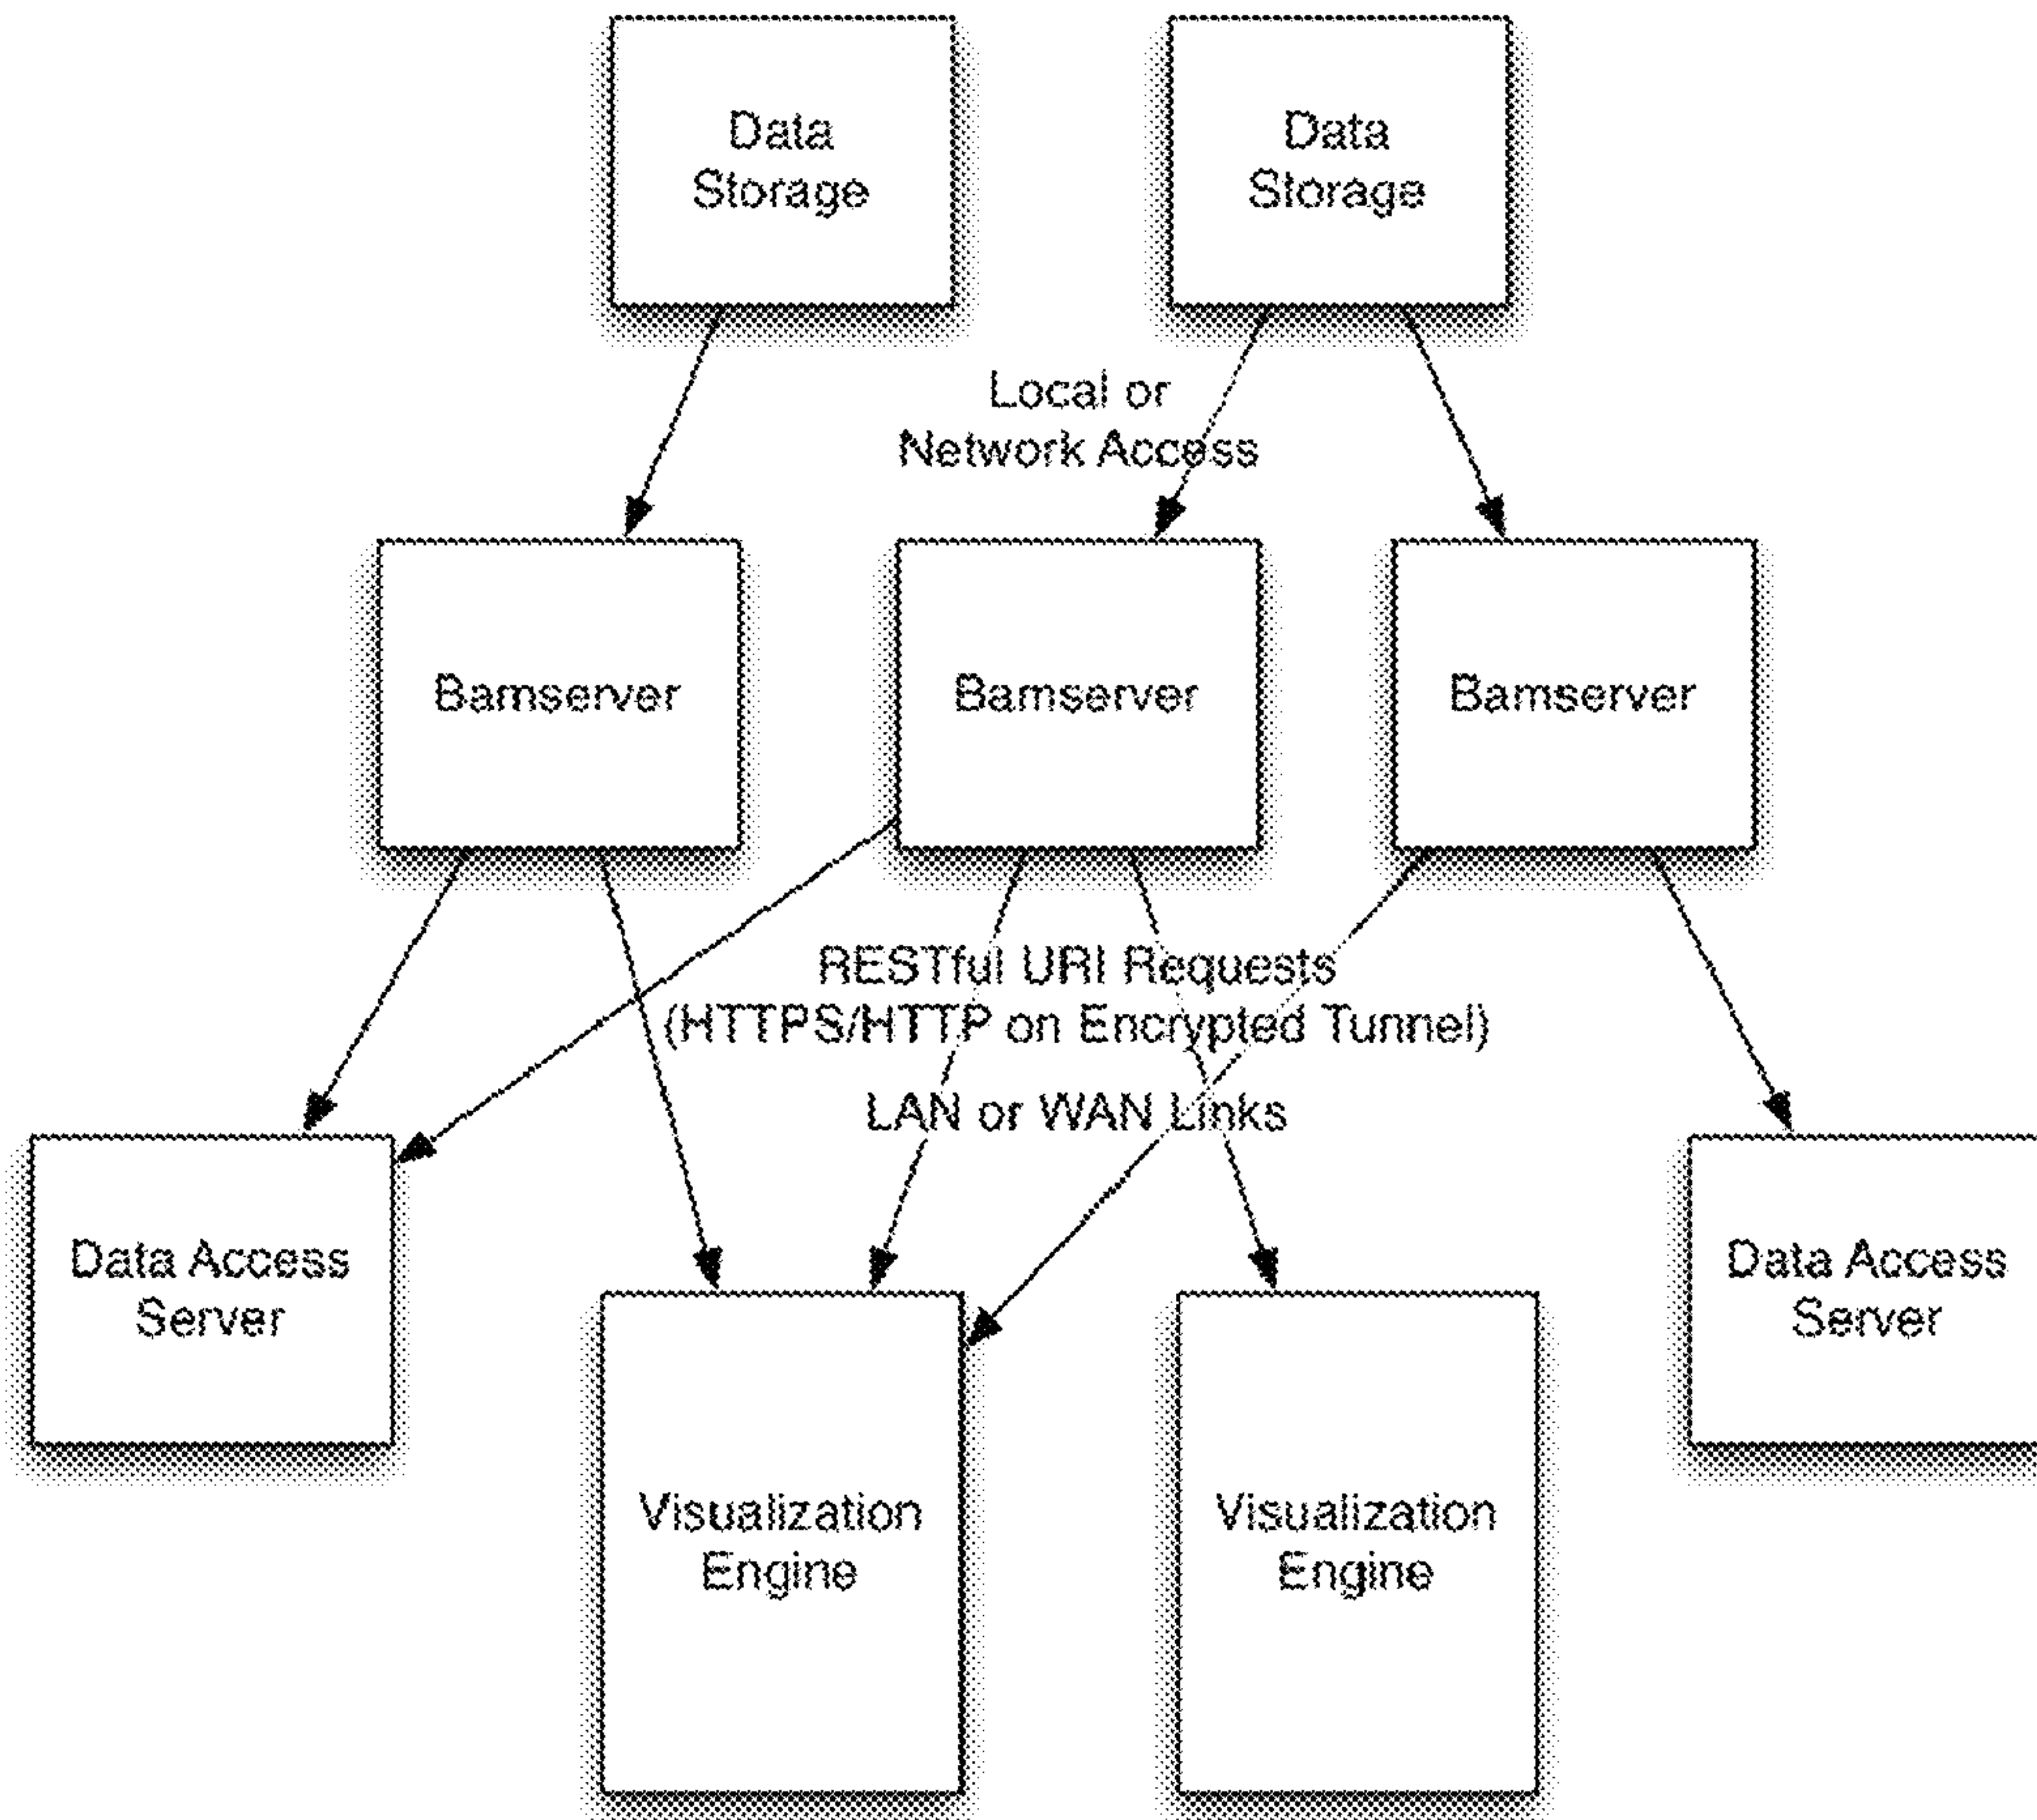 Data
Storage
Data
Storage
Local or
Network Access
Bamserver
Bamserver
Bamserver
RESTful URI Requests
(HTTPS/HTTP on Encrypted Tunnel)
LAN or WAN Links
Data Access
Server
Data Access
Server
Visualization
Engine
Visualization
Engine